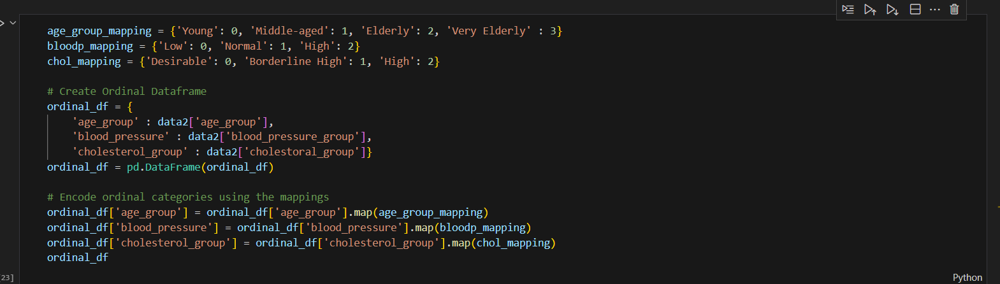 age_group_mapping = {'Young': 0, 'Middle-aged': 1, 'Elderly': 2, 'Very Elderly' : 3}
bloodp_mapping = {'Low': 0, 'Normal': 1, 'High': 2}
chol_mapping = {'Desirable': 0, 'Borderline High': 1, 'High': 2}
# Create Ordinal Dataframe
ordinal_df = {
    'age_group' : data2['age_group'],
    'blood_pressure' : data2['blood_pressure_group'],
    'cholesterol_group' : data2['cholestoral_group']}
ordinal_df = pd.DataFrame(ordinal_df)
# Encode ordinal categories using the mappings
ordinal_df['age_group'] = ordinal_df['age_group'].map(age_group_mapping)
ordinal_df['blood_pressure'] = ordinal_df['blood_pressure'].map(bloodp_mapping)
ordinal_df['cholesterol_group'] = ordinal_df['cholesterol_group'].map(chol_mapping)
ordinal_df
23]
Python